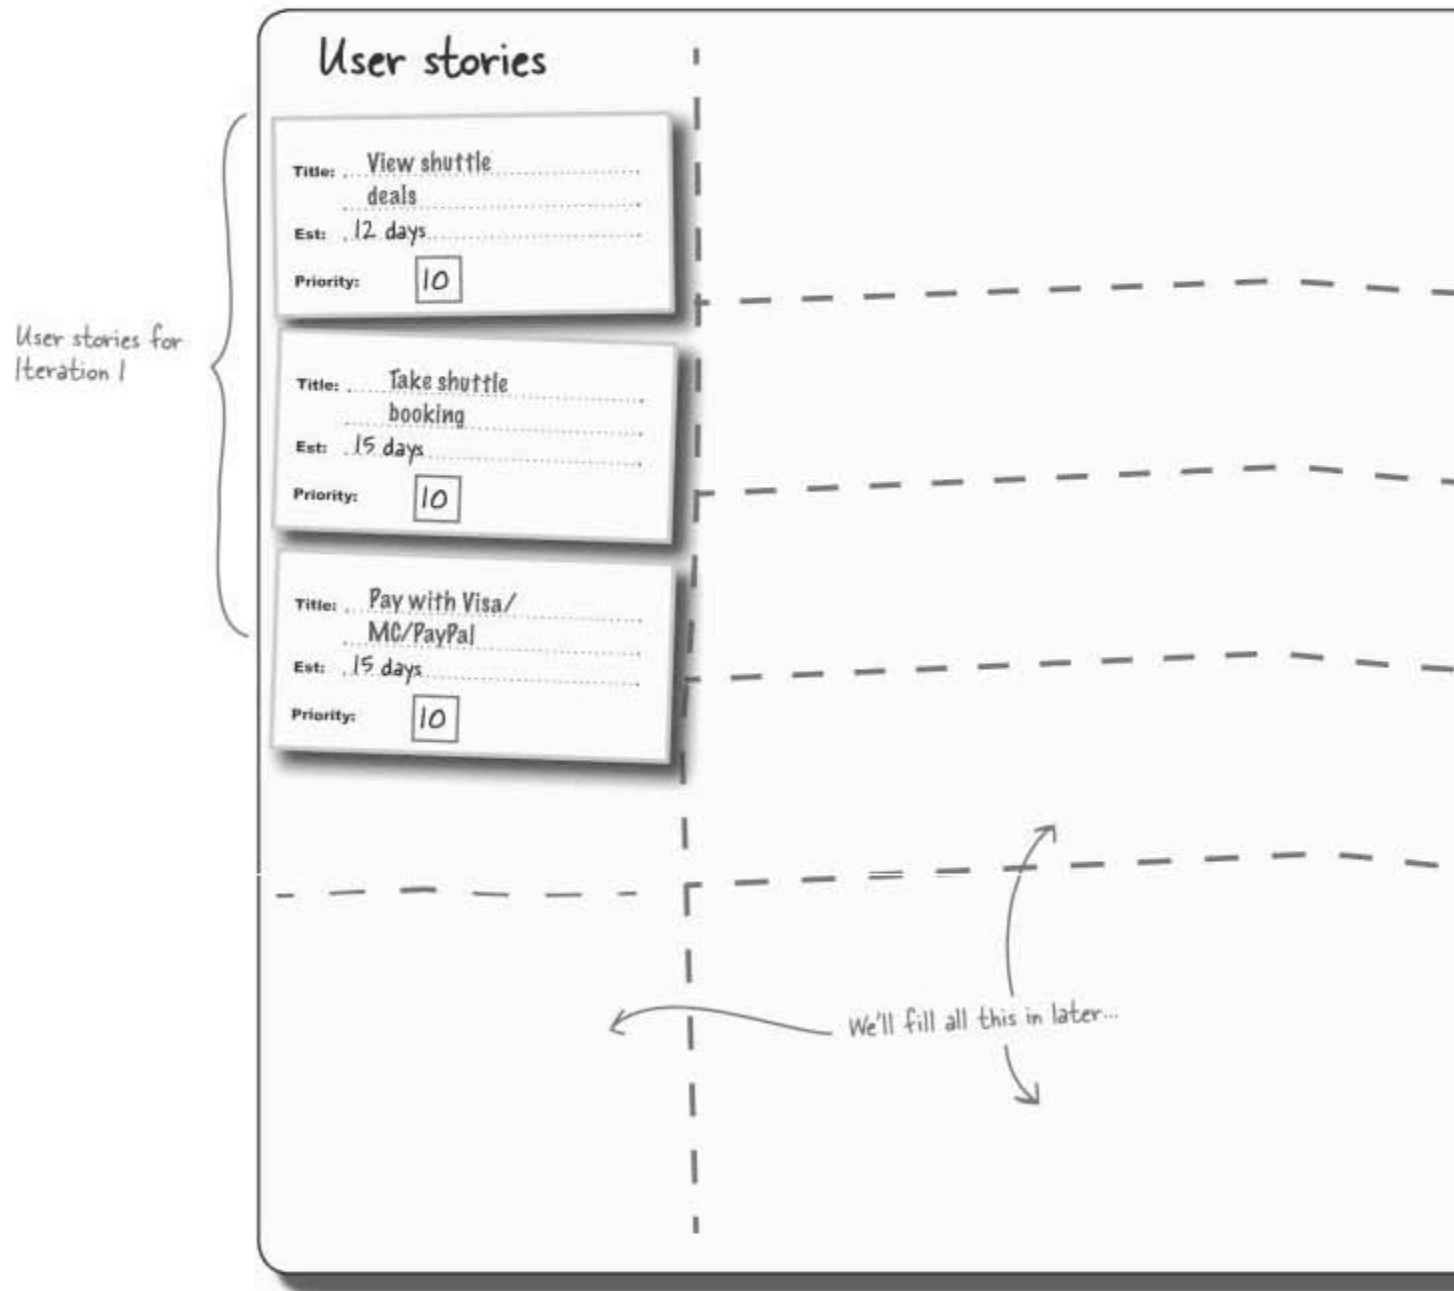 User stories
Title: View shuttle
deals
Est: 12 days
Priority: 10
User stories for
Iteration 1
Title: Take shuttle
booking
Est: 15 days
Priority: 10
Title: Pay with Visa/
MC/PayPal
Est: 15 days
Priority: 10
We'll fill all this in later...